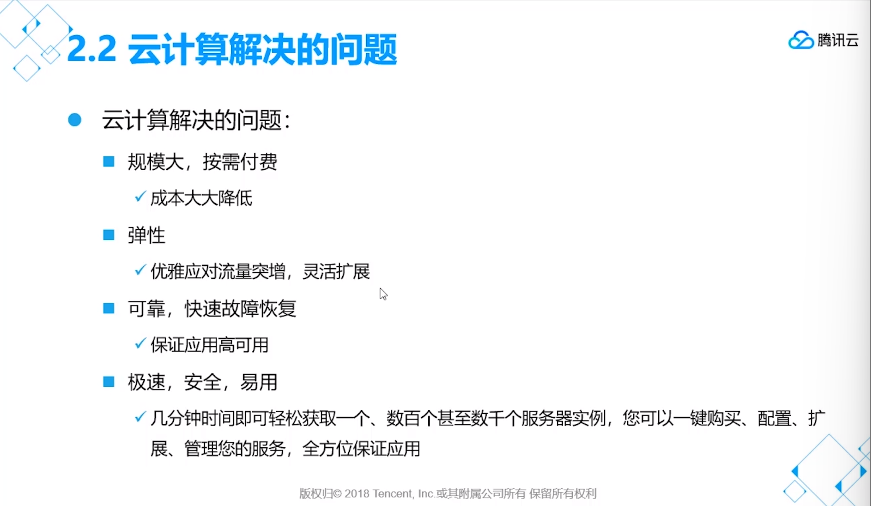 2.2 云计算解决的问题
腾讯云
云计算解决的问题：
规模大，按需付费
成本大大降低
弹性
优雅应对流量突增，灵活扩展
可靠，快速故障恢复
保证应用高可用
极速，安全，易用
几分钟时间即可轻松获取一个、数百个甚至数千个服务器实例，您可以一键购买、配置、扩
展、管理您的服务，全方位保证应用
版权归© 2018 Tencent, Inc.或其附属公司所有 保留所有权利